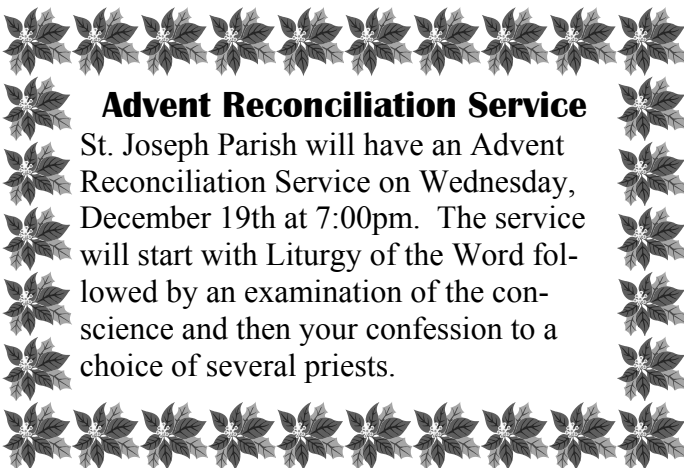 Advent Reconciliation Service
St. Joseph Parish will have an Advent
Reconciliation Service on Wednesday,
December 19th at 7:00pm.  The service
will start with Liturgy of the Word fol-
lowed by an examination of the con-
science and then your confession to a
choice of several priests.